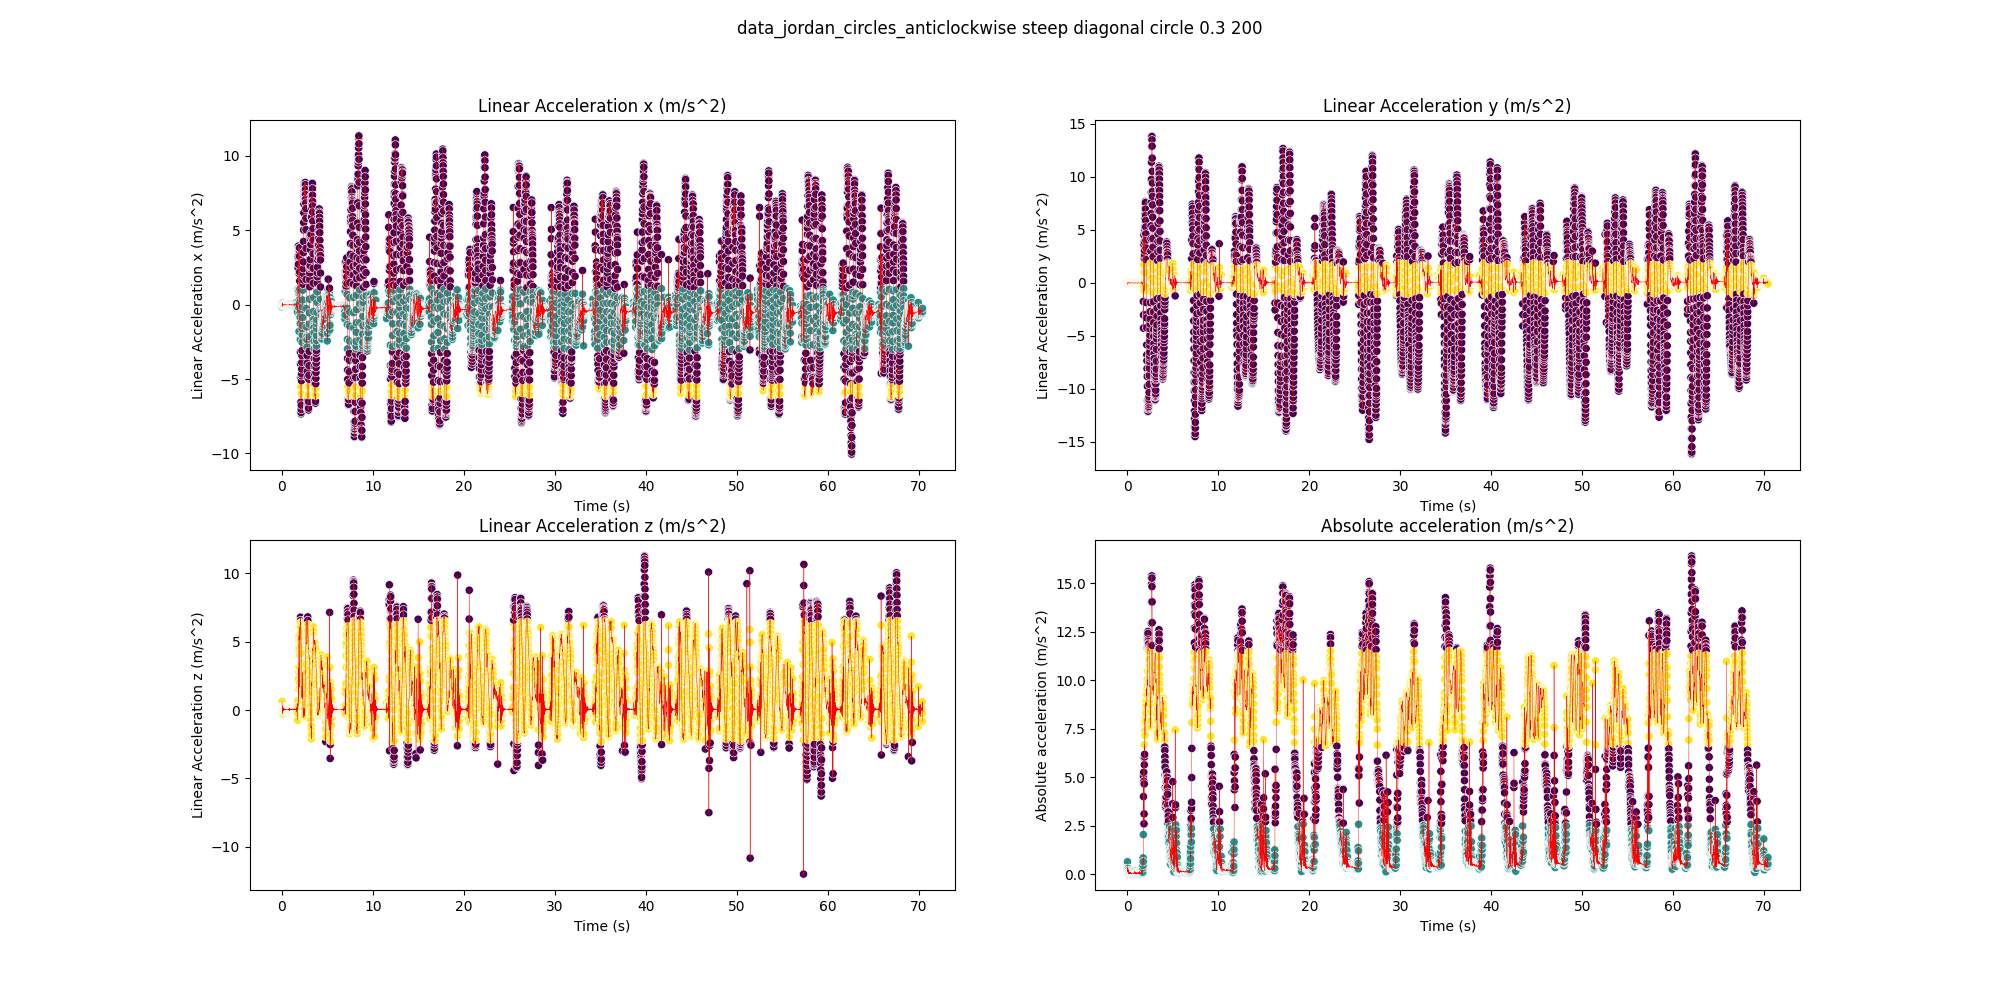 data_jordan_circles_anticlockwise steep diagonal circle 0.3 200
Linear Acceleration x (m/s^2)
Linear Acceleration x (m/s^2)
10
5
0
−5
−10
0 10 20 30 40 50 60 70
Time (s)
Linear Acceleration y (m/s^2)
Linear Acceleration y (m/s^2)
15
10
5
0
−5
−10
−15
0 10 20 30 40 50 60 70
Time (s)
Linear Acceleration z (m/s^2)
Linear Acceleration z (m/s^2)
10
5
0
−5
−10
0 10 20 30 40 50 60 70
Time (s)
Absolute acceleration (m/s^2)
Absolute acceleration (m/s^2)
15.0
12.5
10.0
7.5
5.0
2.5
0.0
0 10 20 30 40 50 60 70
Time (s)